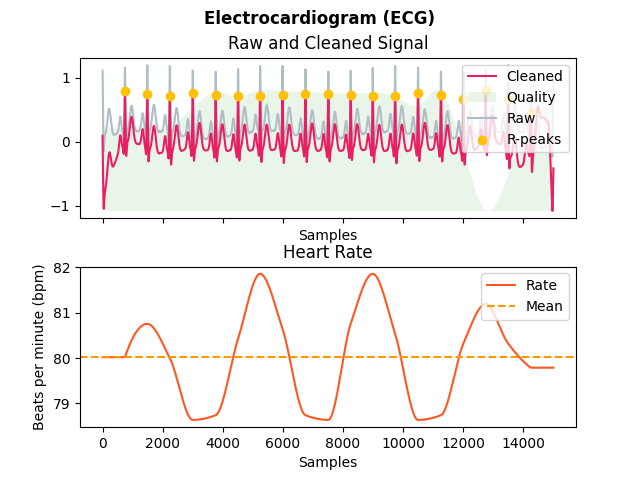 Electrocardiogram (ECG)
Raw and Cleaned Signal
1
0
−1
Cleaned
Quality
Raw
R-peaks
Samples
Heart Rate
Beats per minute (bpm)
82
81
80
79
Rate
Mean
0 2000 4000 6000 8000 10000 12000 14000
Samples